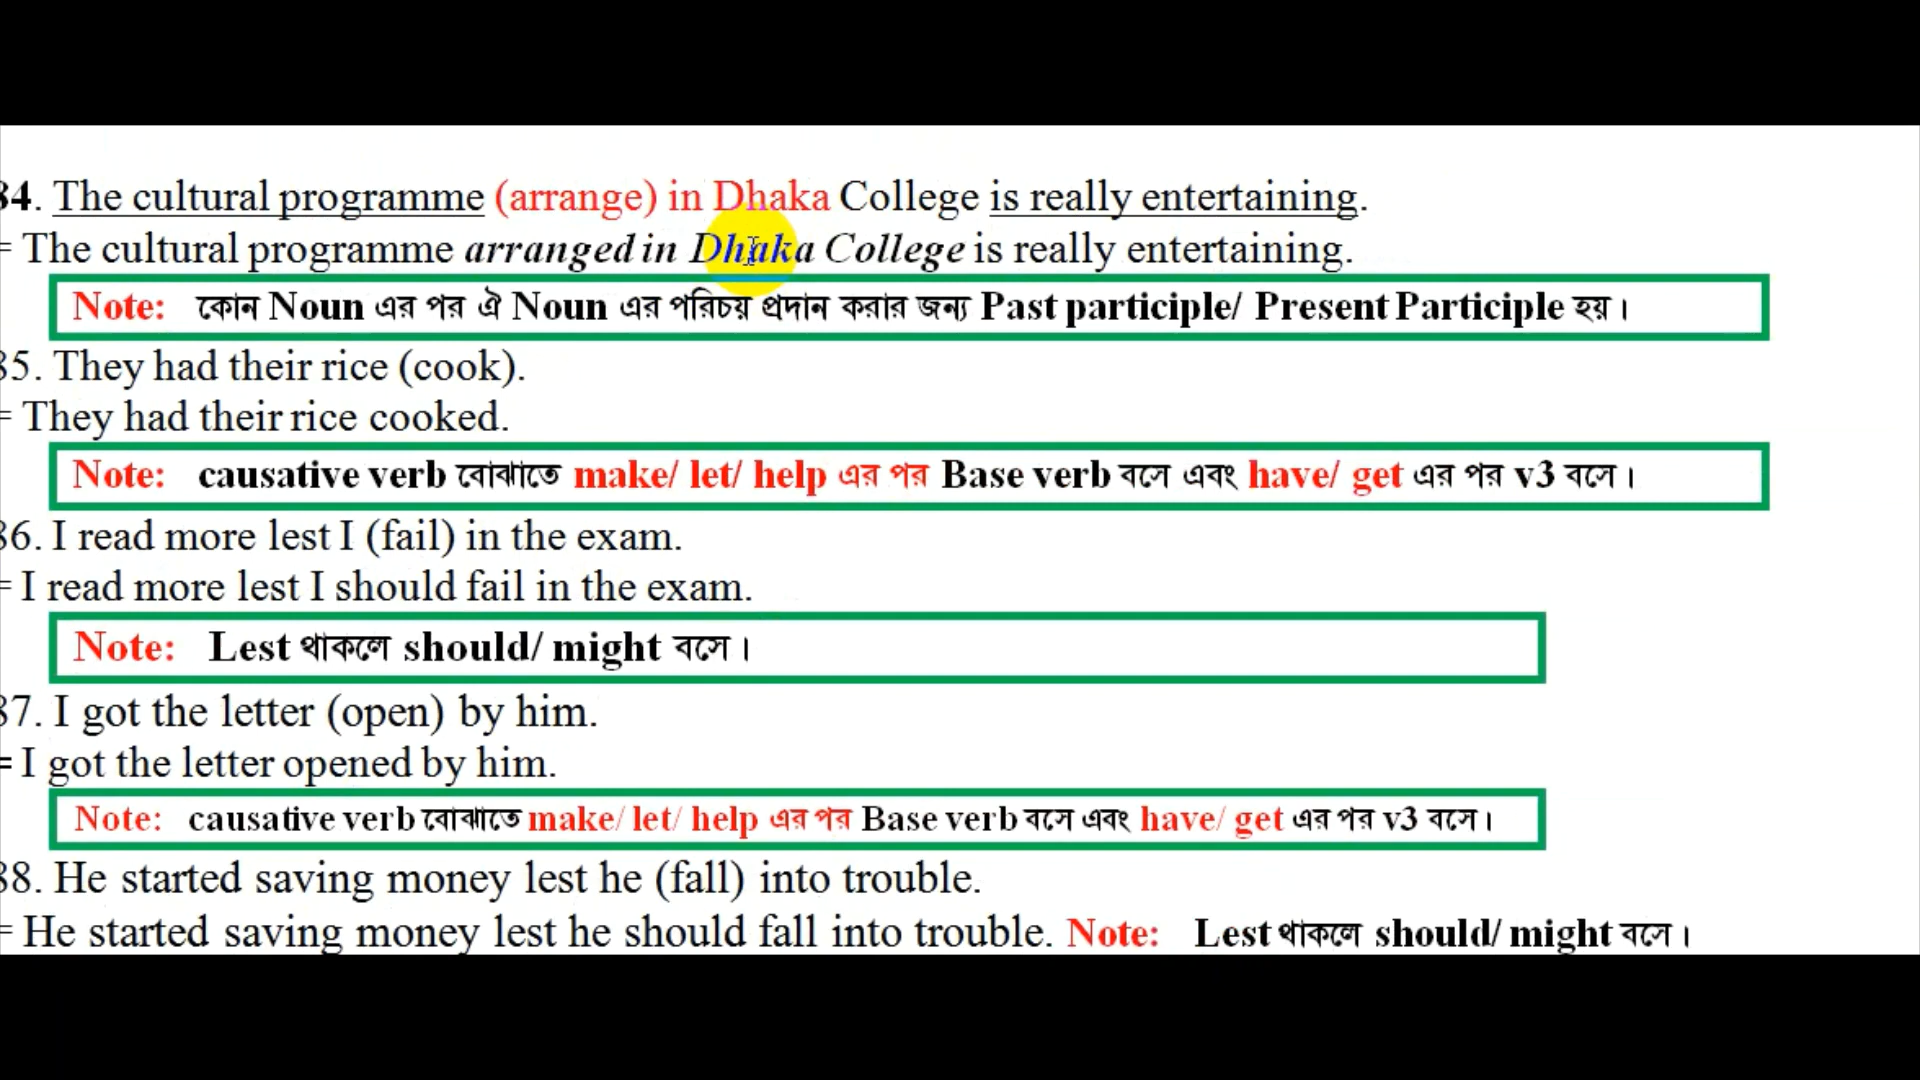 34. The cultural programme (arrange) in Dhaka College is really entertaining.
= The cultural programme arranged in Dhaka College is really entertaining.
Note: কোন Noun এর পর ঐ Noun এর পরিচয় প্রদান করার জন্য Past participle/ Present Participle হয়।
35. They had their rice (cook).
= They had their rice cooked.
Note: causative verb বোঝাতে make/ let/ help এর পর Base verb বসে এবং have/ get এর পর v3 বসে।
36. I read more lest I (fail) in the exam.
= I read more lest I should fail in the exam.
Note: Lest থাকলে should/ might বসে।
37. I got the letter (open) by him.
= I got the letter opened by him.
Note: causative verb বোঝাতে make/ let/ help এর পর Base verb বসে এবং have/ get এর পর v3 বসে।
38. He started saving money lest he (fall) into trouble.
= He started saving money lest he should fall into trouble. Note: Lest থাকলে should/ might বসে।